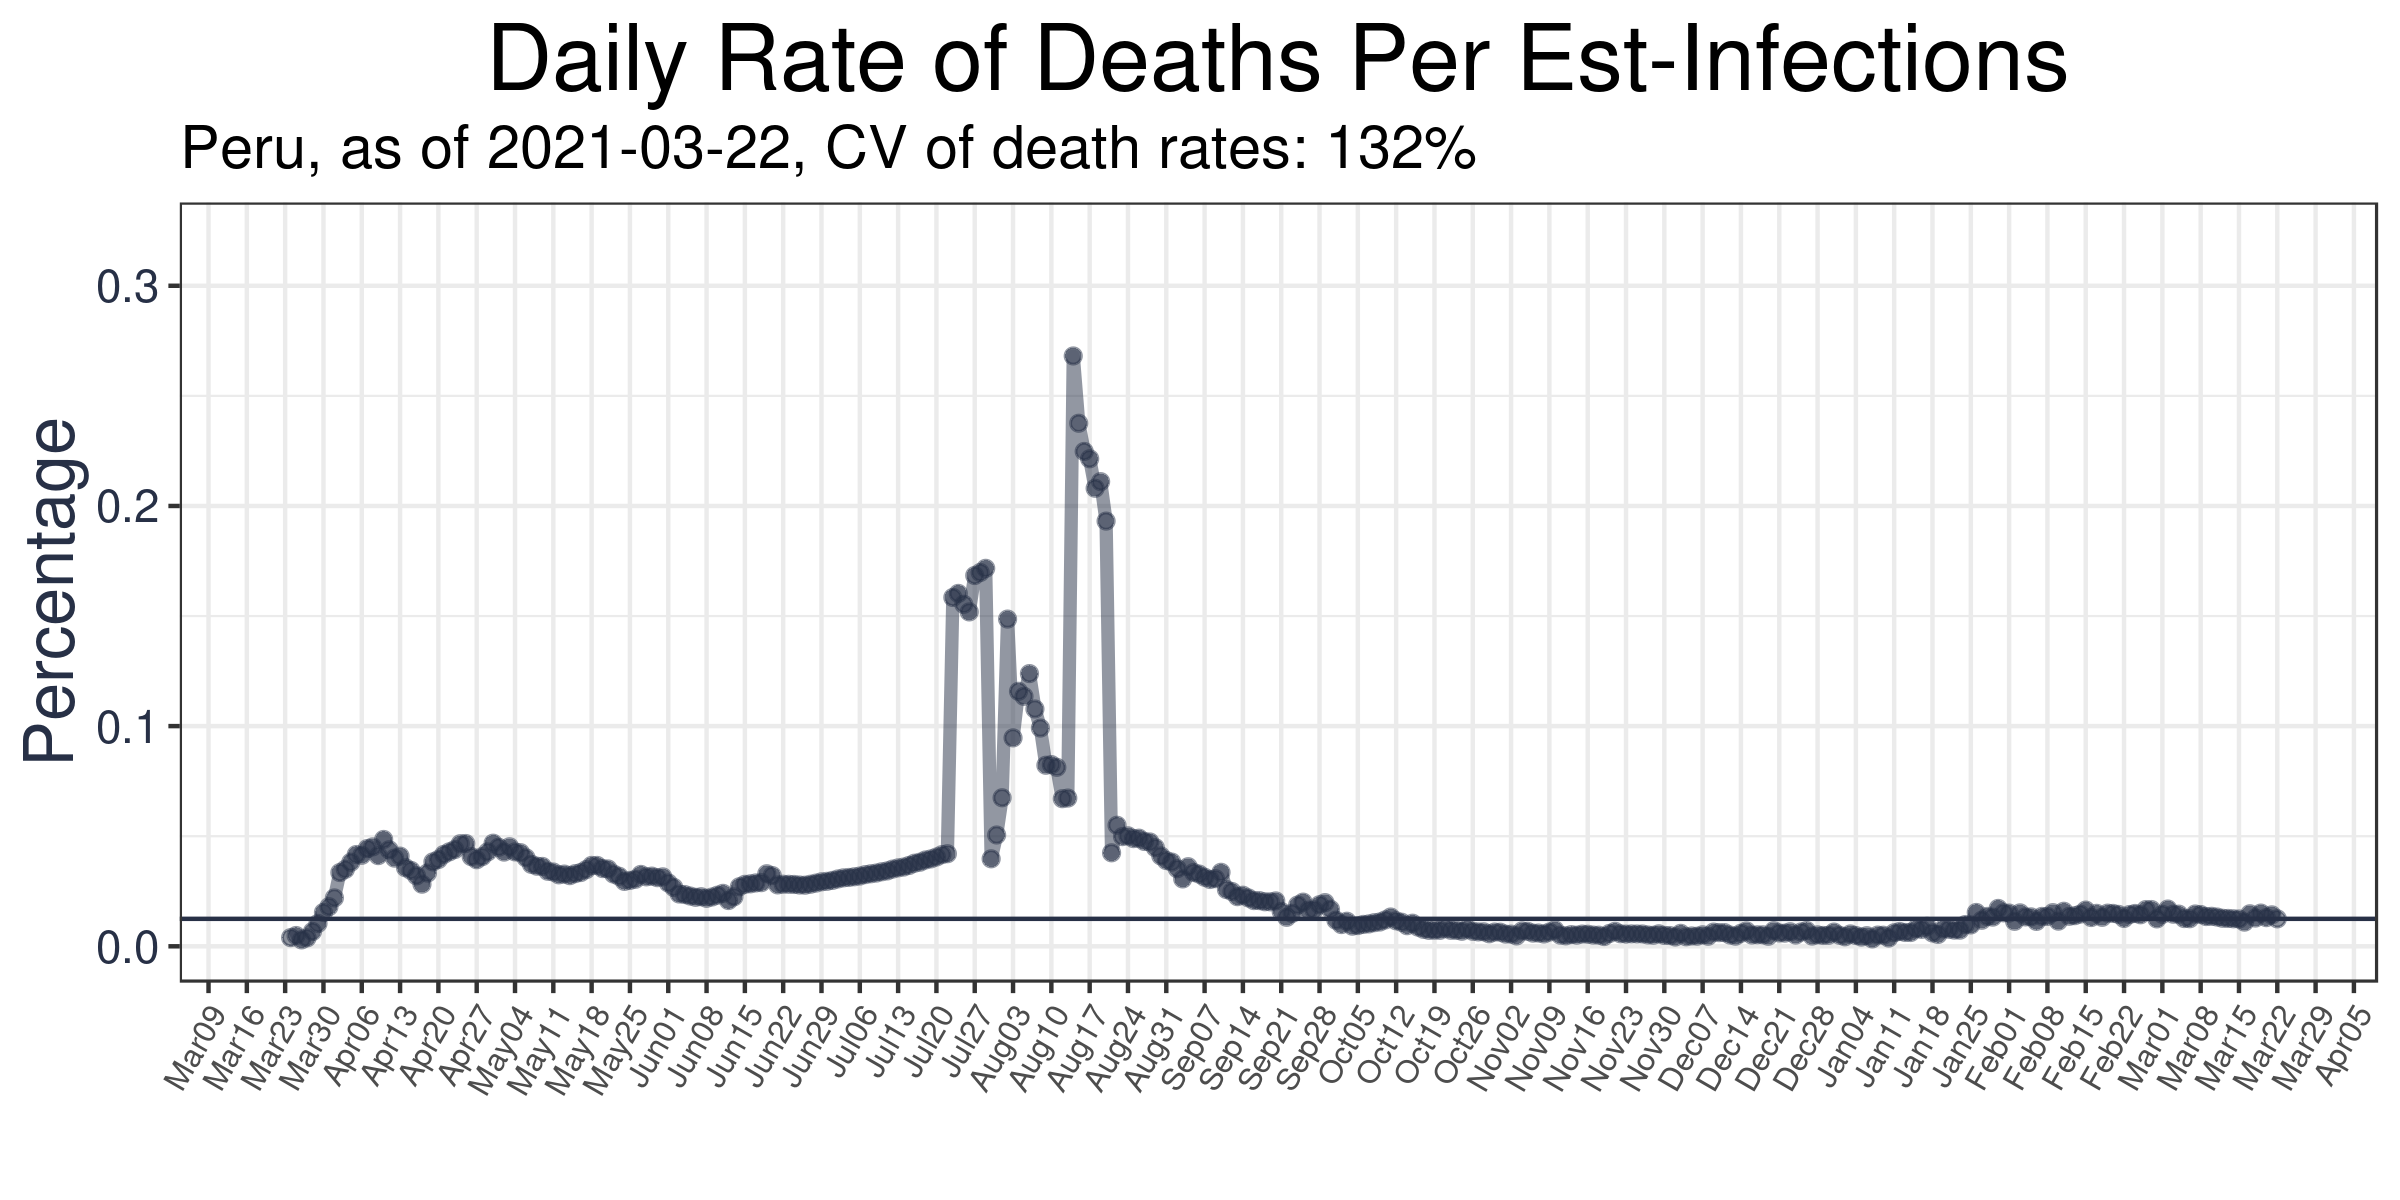 Daily Rate of Deaths Per Est-Infections
Peru, as of 2021-03-22, CV of death rates: 132%
Percentage
0.3
0.2
0.1
0.0
Mar09
Mar16
Mar23
Mar30
Apr06
Apr13
Apr20
Apr27
May04
May11
May18
May25
Jun01
Jun08
Jun15
Jun22
Jun29
Jul06
Jul13
Jul20
Jul27
Aug03
Aug10
Aug17
Aug24
Aug31
Sep07
Sep14
Sep21
Sep28
Oct05
Oct12
Oct19
Oct26
Nov02
Nov09
Nov16
Nov23
Nov30
Dec07
Dec14
Dec21
Dec28
Jan04
Jan11
Jan18
Jan25
Feb01
Feb08
Feb15
Feb22
Mar01
Mar08
Mar15
Mar22
Mar29
Apr05